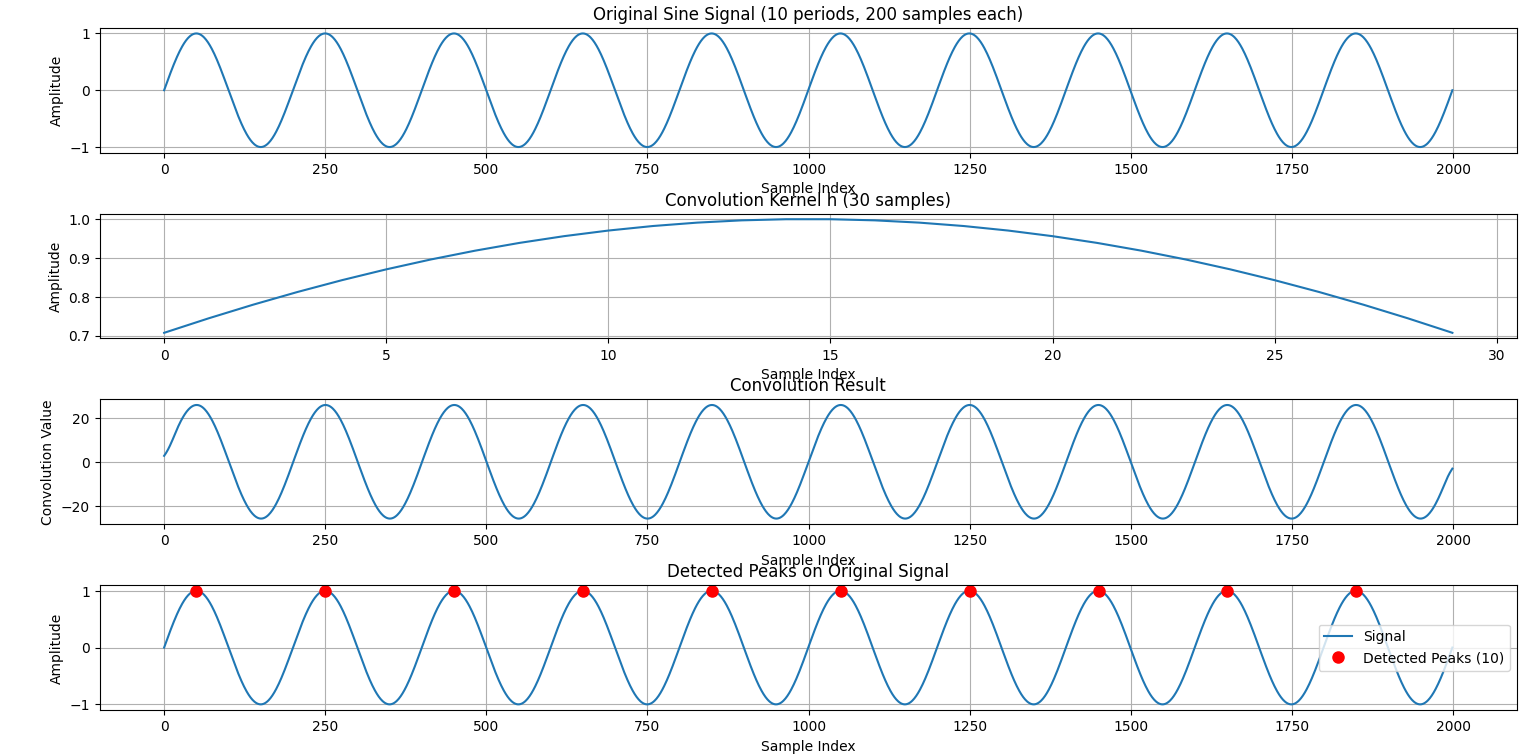 Original Sine Signal (10 periods, 200 samples each)
1
0
−1
Amplitude
0 250 500 750 1000 1250 1500 1750 2000
Sample Index
Convolution Kernel h (30 samples)
1.0
0.9
0.8
0.7
Amplitude
0 5 10 15 20 25 30
Sample Index
Convolution Result
20
0
−20
Convolution Value
0 250 500 750 1000 1250 1500 1750 2000
Sample Index
Detected Peaks on Original Signal
1
0
−1
Amplitude
Signal
Detected Peaks (10)
0 250 500 750 1000 1250 1500 1750 2000
Sample Index